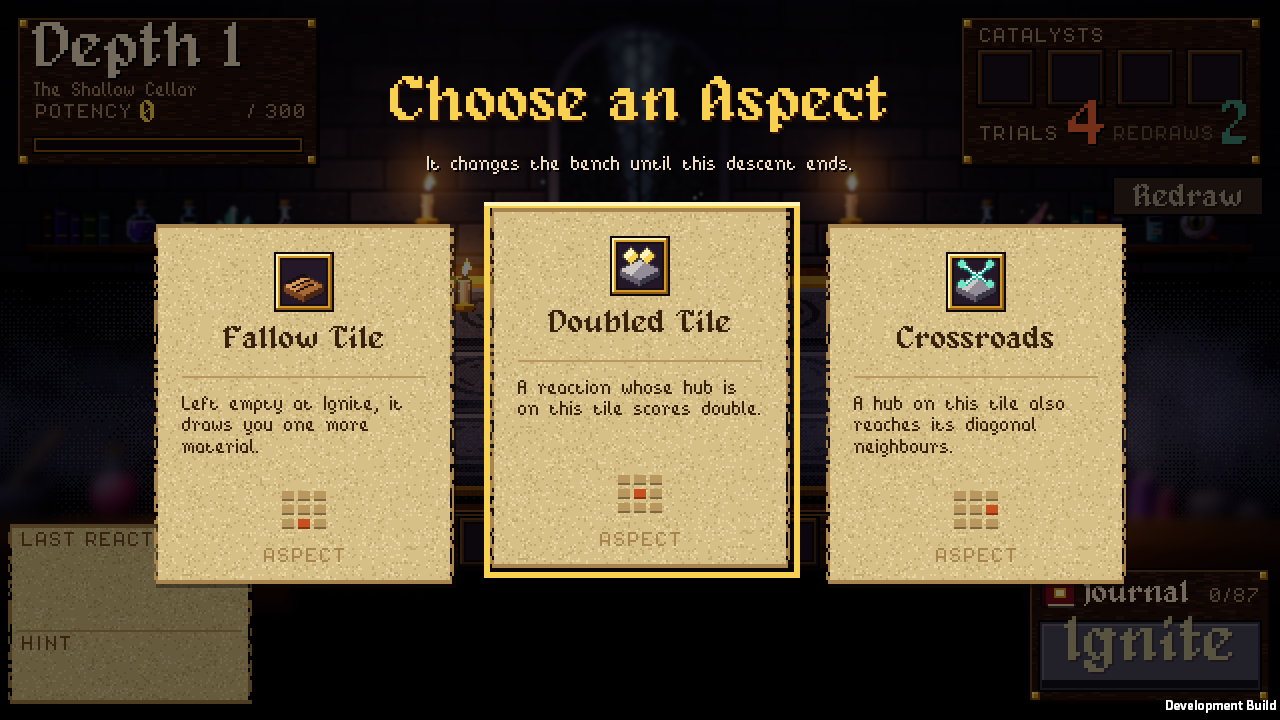 Depth 1
The Shallow Cellar
POTENCY 0 / 300
Choose an Aspect
It changes the bench until this descent ends.
CATALYSTS
TRIALS 4 REDRAWS 2
Redraw
Fallow Tile
Left empty at Ignite, it
draws you one more
material.
ASPECT
Doubled Tile
A reaction whose hub is
on this tile scores double.
ASPECT
Crossroads
A hub on this tile also
reaches its diagonal
neighbours.
ASPECT
LAST REACT
HINT
Journal 0/87
Ignite
Development Build